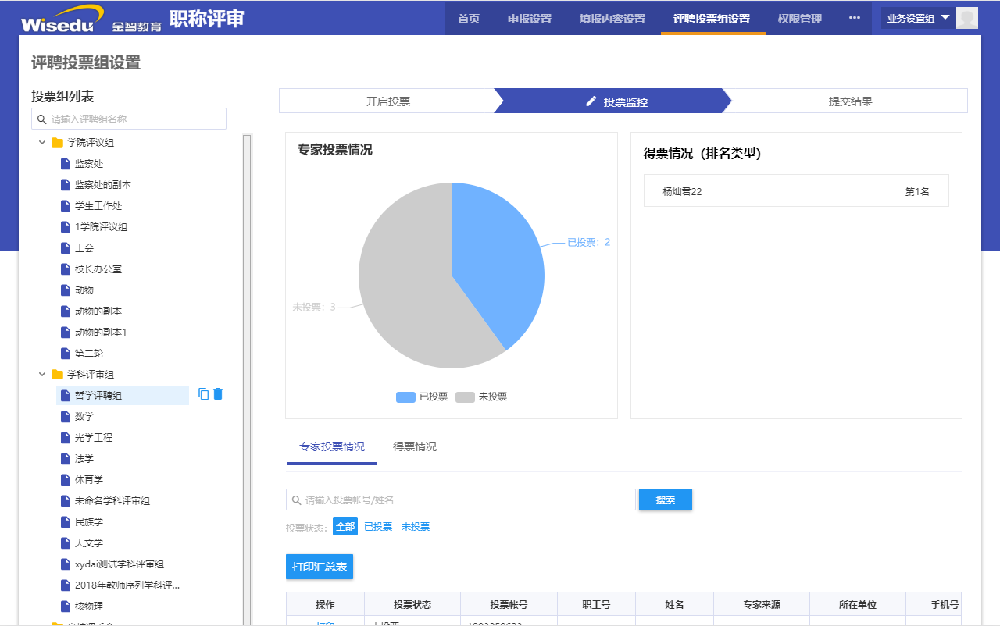 Wisedu 金智教育 职称评审
首页 申报设置 填报内容设置 评聘投票组设置 权限管理 ••• 业务设置组
评聘投票组设置
投票组列表
请输入评聘组名称
学院评议组
监察处
监察处的副本
学生工作处
1学院评议组
工会
校长办公室
动物
动物的副本
动物的副本1
第二轮
学科评审组
哲学评聘组
数学
光学工程
法学
体育学
未命名学科评审组
民族学
天文学
xydai测试学科评审组
2018年教师序列学科评...
核物理
开启投票 投票监控 提交结果
专家投票情况
已投票：2
未投票：3
已投票 未投票
得票情况（排名类型）
杨灿君22 第1名
专家投票情况 得票情况
请输入投票帐号/姓名 搜索
投票状态： 全部 已投票 未投票
打印汇总表
操作 投票状态 投票帐号 职工号 姓名 专家来源 所在单位 手机号
打印 未投票